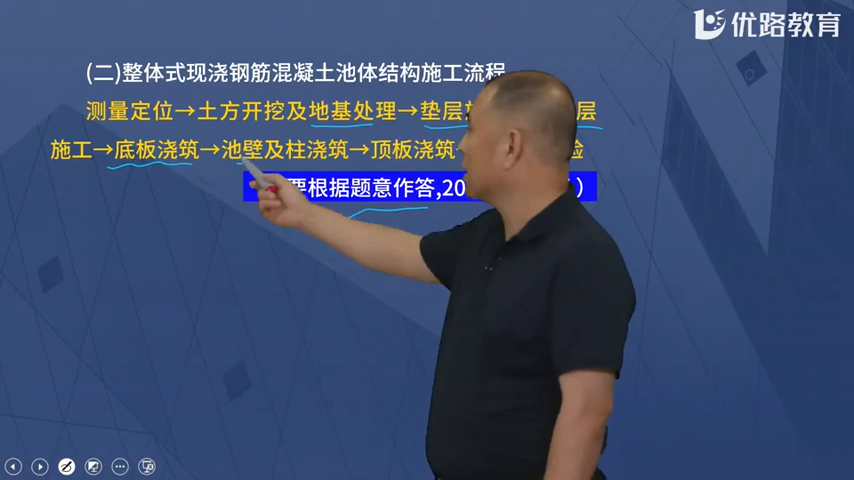 优路教育
(二)整体式现浇钢筋混凝土池体结构施工流程
测量定位→土方开挖及地基处理→垫层 层
施工→底板浇筑→池壁及柱浇筑→顶板浇筑 验
要根据题意作答,20 )